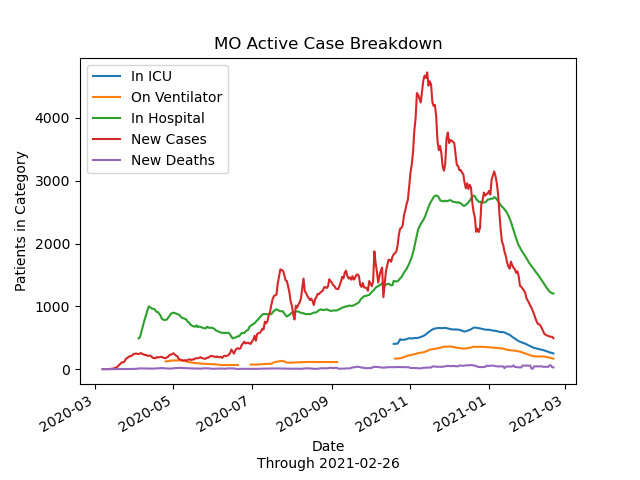 MO Active Case Breakdown
In ICU
On Ventilator
In Hospital
New Cases
New Deaths
Patients in Category
4000
3000
2000
1000
0
2020-03
2020-05
2020-07
2020-09
2020-11
2021-01
2021-03
Date
Through 2021-02-26